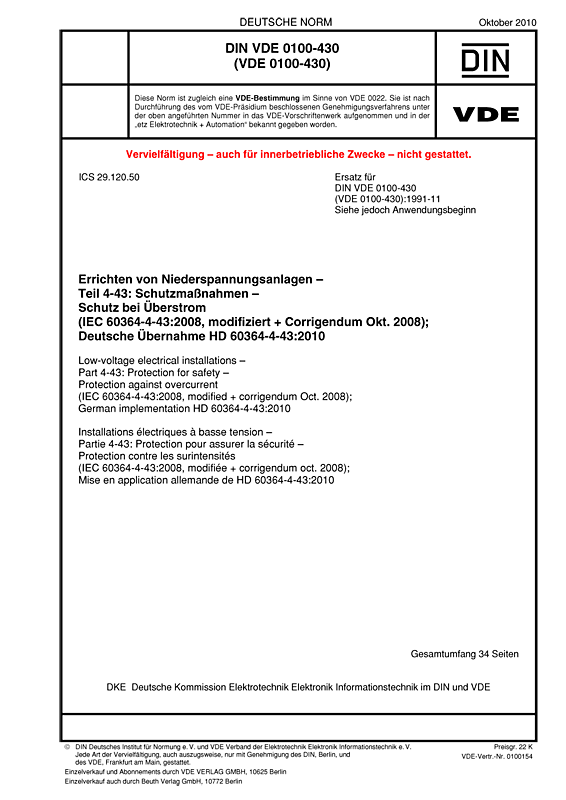 DEUTSCHE NORM
Oktober 2010
DIN VDE 0100-430
(VDE 0100-430)
DIN
Diese Norm ist zugleich eine VDE-Bestimmung im Sinne von VDE 0022. Sie ist nach
Durchführung des vom VDE-Präsidium beschlossenen Genehmigungsverfahrens unter
der oben angeführten Nummer in das VDE-Vorschriftenwerk aufgenommen und in der
„etz Elektrotechnik + Automation“ bekannt gegeben worden.
VDE
Vervielfältigung – auch für innerbetriebliche Zwecke – nicht gestattet.
ICS 29.120.50
Ersatz für
DIN VDE 0100-430
(VDE 0100-430):1991-11
Siehe jedoch Anwendungsbeginn
Errichten von Niederspannungsanlagen –
Teil 4-43: Schutzmaßnahmen –
Schutz bei Überstrom
(IEC 60364-4-43:2008, modifiziert + Corrigendum Okt. 2008);
Deutsche Übernahme HD 60364-4-43:2010
Low-voltage electrical installations –
Part 4-43: Protection for safety –
Protection against overcurrent
(IEC 60364-4-43:2008, modified + corrigendum Oct. 2008);
German implementation HD 60364-4-43:2010
Installations électriques à basse tension –
Partie 4-43: Protection pour assurer la sécurité –
Protection contre les surintensités
(IEC 60364-4-43:2008, modifiée + corrigendum oct. 2008);
Mise en application allemande de HD 60364-4-43:2010
Gesamtumfang 34 Seiten
DKE Deutsche Kommission Elektrotechnik Elektronik Informationstechnik im DIN und VDE
© DIN Deutsches Institut für Normung e. V. und VDE Verband der Elektrotechnik Elektronik Informationstechnik e. V.
Jede Art der Vervielfältigung, auch auszugsweise, nur mit Genehmigung des DIN, Berlin, und
des VDE, Frankfurt am Main, gestattet.
Preisgr. 22 K
VDE-Vertr.-Nr. 0100154
Einzelverkauf und Abonnements durch VDE VERLAG GMBH, 10625 Berlin
Einzelverkauf auch durch Beuth Verlag GmbH, 10772 Berlin